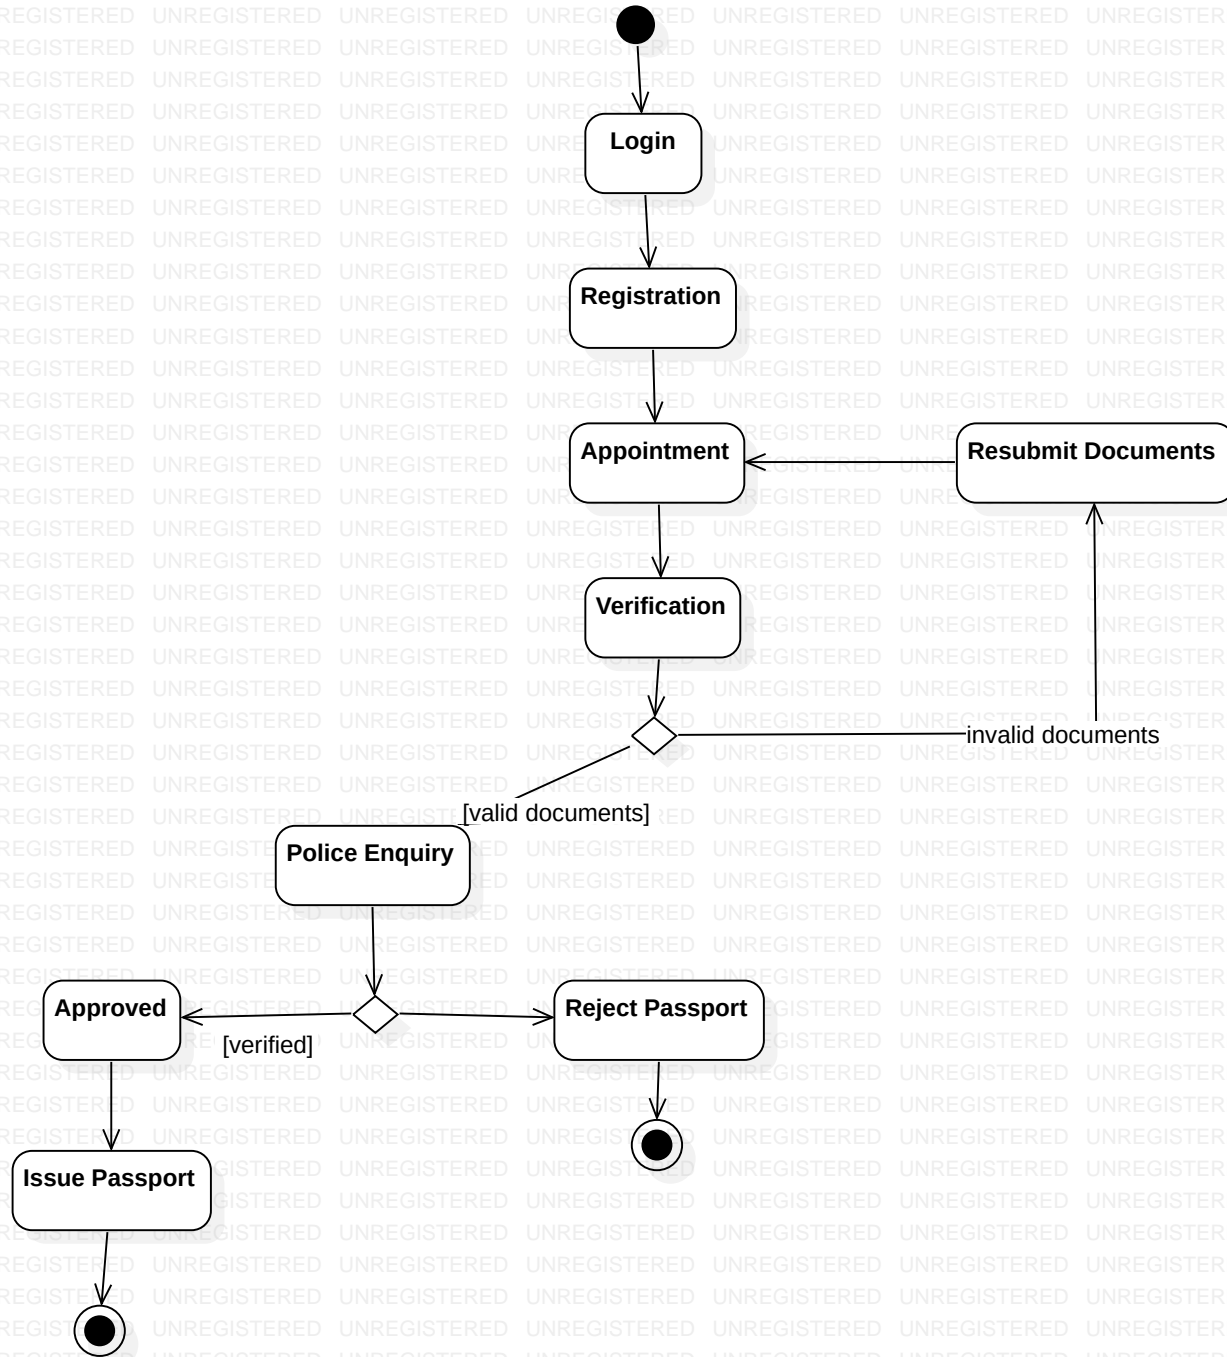 Login
Registration
Appointment
Resubmit Documents
Verification
invalid documents
[valid documents]
Police Enquiry
Approved
Reject Passport
[verified]
Issue Passport